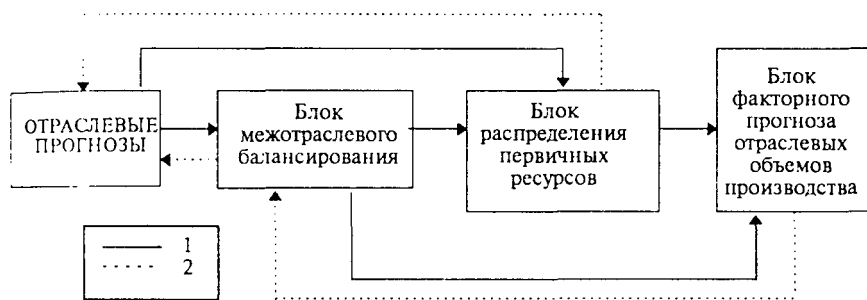 ОТРАСЛЕВЫЕ
ПРОГНОЗЫ
Блок
межотраслевого
балансирования
Блок
распределения
первичных
ресурсов
Блок
факторного
прогноза
отраслевых
объемов
производства
1
2